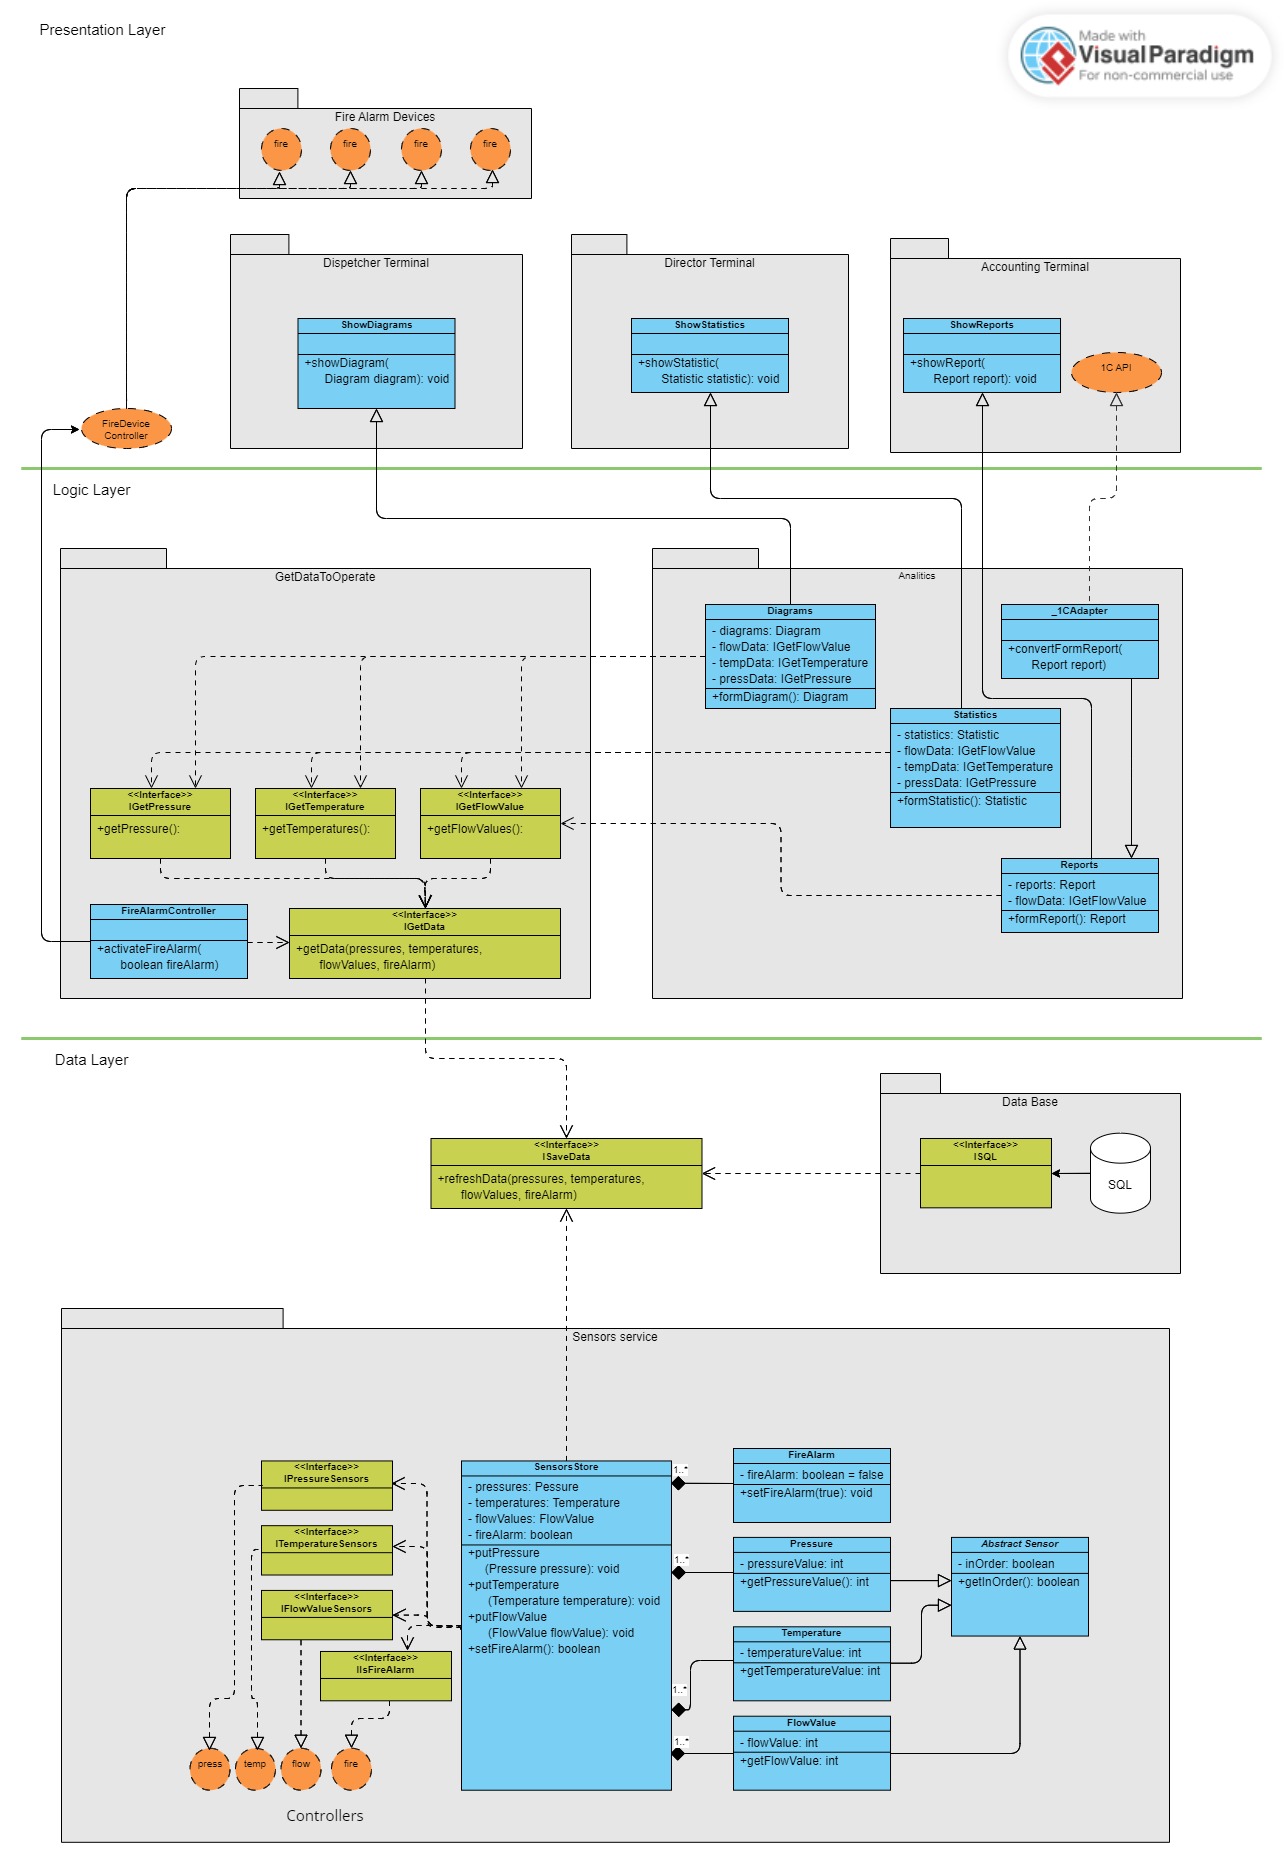 Presentation Layer
Made with
Visual Paradigm
For non-commercial use
Fire Alarm Devices
fire
fire
fire
fire
Dispetcher Terminal
ShowDiagrams
+showDiagram(
Diagram diagram): void
Director Terminal
ShowStatistics
+showStatistic(
Statistic statistic): void
Accounting Terminal
ShowReports
+showReport(
Report report): void
1C API
FireDevice
Controller
Logic Layer
GetDataToOperate
<<Interface>>
IGetPressure
+getPressure():
<<Interface>>
IGetTemperature
+getTemperatures():
<<Interface>>
IGetFlowValue
+getFlowValues():
FireAlarmController
+activateFireAlarm(
boolean fireAlarm)
<<Interface>>
IGetData
+getData(pressures, temperatures,
flowValues, fireAlarm)
Analitics
Diagrams
- diagrams: Diagram
- flowData: IGetFlowValue
- tempData: IGetTemperature
- pressData: IGetPressure
+formDiagram(): Diagram
_1CAdapter
+convertFormReport(
Report report)
Statistics
- statistics: Statistic
- flowData: IGetFlowValue
- tempData: IGetTemperature
- pressData: IGetPressure
+formStatistic(): Statistic
Reports
- reports: Report
- flowData: IGetFlowValue
+formReport(): Report
Data Layer
<<Interface>>
ISaveData
+refreshData(pressures, temperatures,
flowValues, fireAlarm)
Data Base
<<Interface>>
ISQL
SQL
Sensors service
<<Interface>>
IPressureSensors
<<Interface>>
ITemperatureSensors
<<Interface>>
IFlowValueSensors
<<Interface>>
IIsFireAlarm
press
temp
flow
fire
Controllers
SensorsStore
- pressures: Pessure
- temperatures: Temperature
- flowValues: FlowValue
- fireAlarm: boolean
+putPressure
(Pressure pressure): void
+putTemperature
(Temperature temperature): void
+putFlowValue
(FlowValue flowValue): void
+setFireAlarm(): boolean
1..*
1..*
1..*
1..*
FireAlarm
- fireAlarm: boolean = false
+setFireAlarm(true): void
Pressure
- pressureValue: int
+getPressureValue(): int
Temperature
- temperatureValue: int
+getTemperatureValue: int
FlowValue
- flowValue: int
+getFlowValue: int
Abstract Sensor
- inOrder: boolean
+getInOrder(): boolean